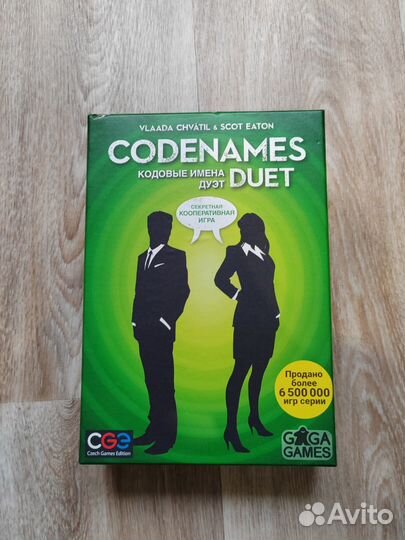 VLAADA CHVÁTIL & SCOT EATON
CODENAMES
КОДОВЫЕ ИМЕНА
ДУЭТ
DUET
СЕКРЕТНАЯ
КООПЕРАТИВНАЯ
ИГРА
Продано
более
6 500 000
игр серии
CGE
Czech Games Edition
GAGA
GAMES
Avito